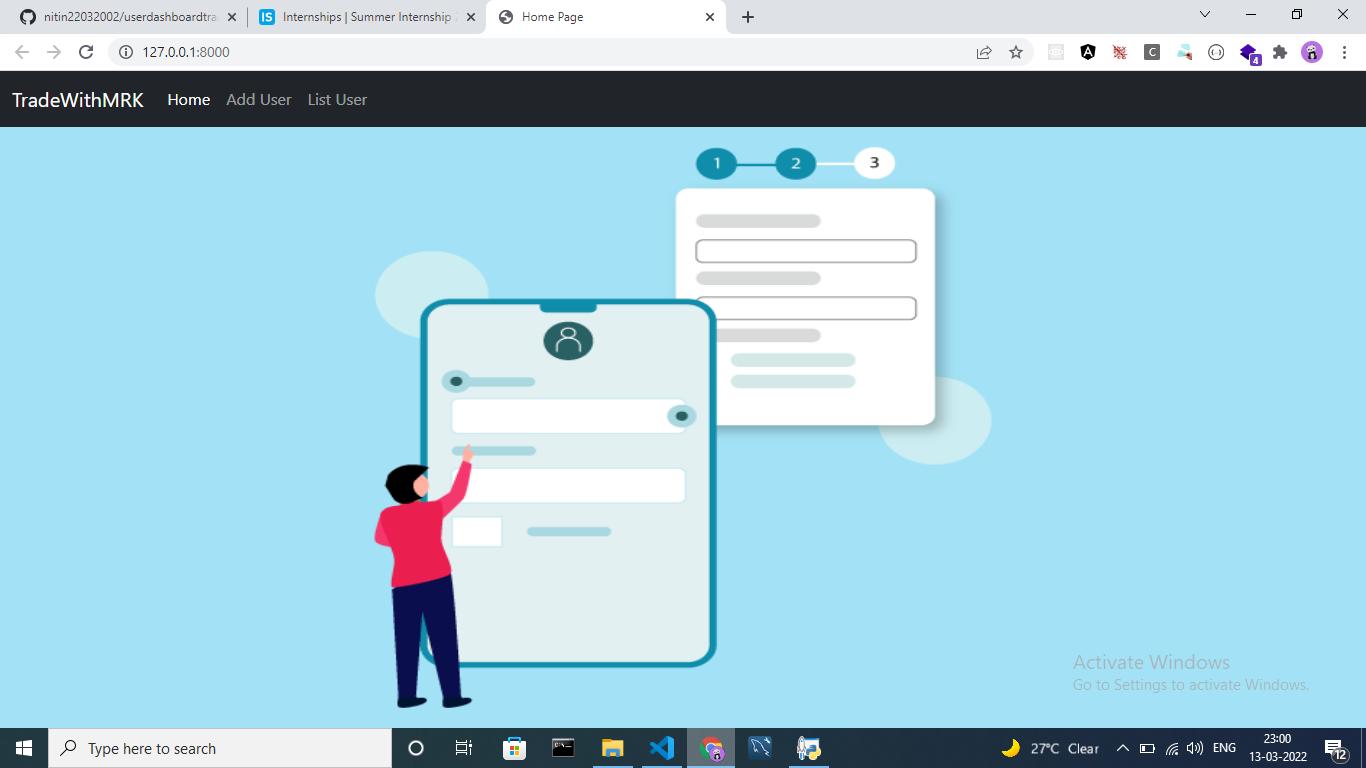 nitin22032002/userdashboardtra
Internships | Summer Internship 2
Home Page
127.0.0.1:8000
4
TradeWithMRK Home Add User List User
1 2 3
Activate Windows
Go to Settings to activate Windows.
Type here to search
27°C Clear
ENG
23:00
13-03-2022
12